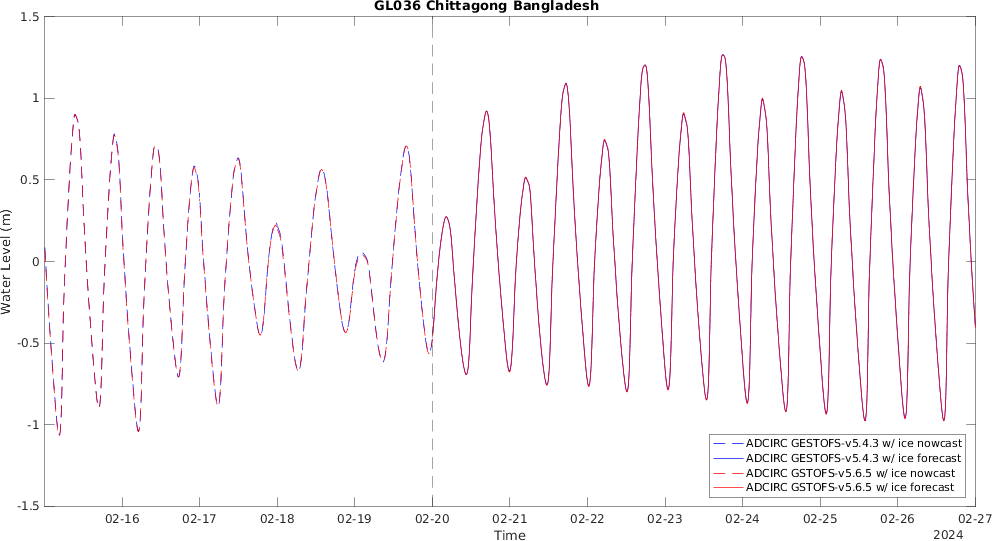 GL036 Chittagong Bangladesh
1.5
1
0.5
0
-0.5
-1
-1.5
Water Level (m)
ADCIRC GESTOFS-v5.4.3 w/ ice nowcast
ADCIRC GESTOFS-v5.4.3 w/ ice forecast
ADCIRC GSTOFS-v5.6.5 w/ ice nowcast
ADCIRC GSTOFS-v5.6.5 w/ ice forecast
02-16 02-17 02-18 02-19 02-20 02-21 02-22 02-23 02-24 02-25 02-26 02-27
Time
2024